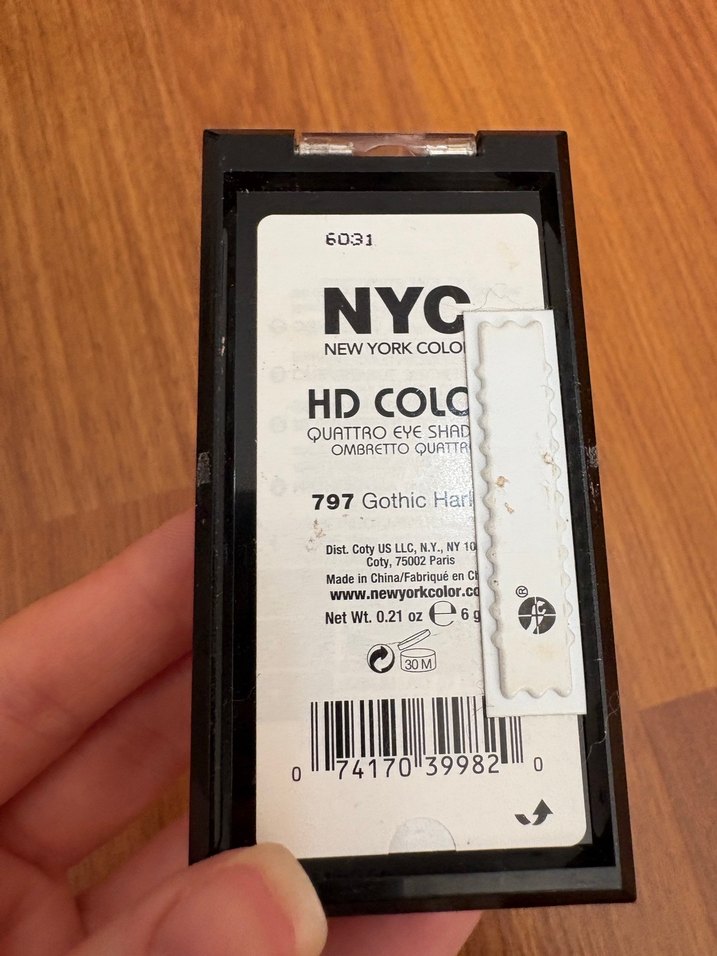 6031
NYC
NEW YORK COLO
HD COLO
QUATTRO EYE SHAD
OMBRETTO QUATTR
797 Gothic Harl
Dist. Coty US LLC, N.Y., NY 10
Coty, 75002 Paris
Made in China/Fabriqué en Ch
www.newyorkcolor.co
Net Wt. 0.21 oz ℮ 6 g
30 M
0 74170 39982 0
®